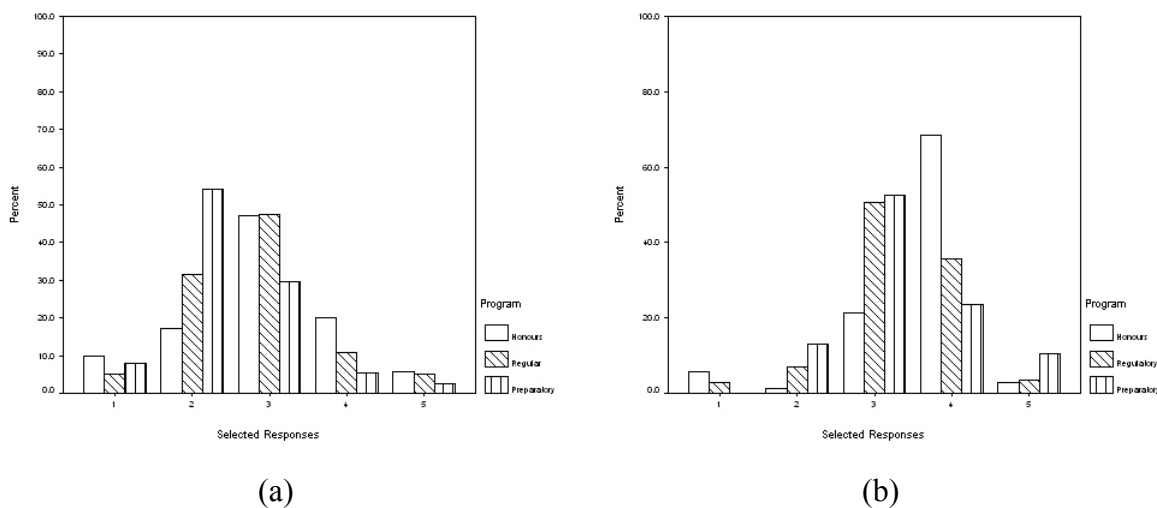 100.0
90.0
80.0
70.0
60.0
50.0
40.0
30.0
20.0
10.0
0.0
Percent
1 2 3 4 5
Selected Responses
Program
Honours
Regular
Preparatory
(a)
100.0
80.0
60.0
40.0
20.0
0.0
Percent
1 2 3 4 5
Selected Responses
Program
Honours
Regulatory
Preparatory
(b)